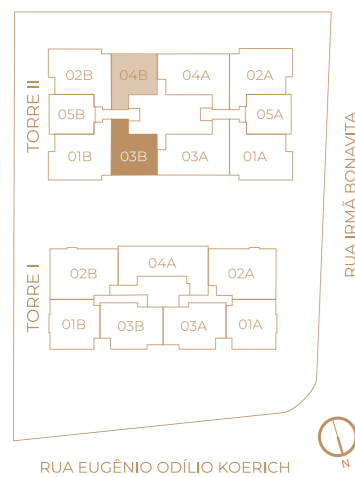 TORRE II
02B
04B
04A
02A
05B
05A
01B
03B
03A
01A
RUA IRMÃ BONAVITA
TORRE I
02B
04A
02A
01B
03B
03A
01A
N
RUA EUGÊNIO ODÍLIO KOERICH